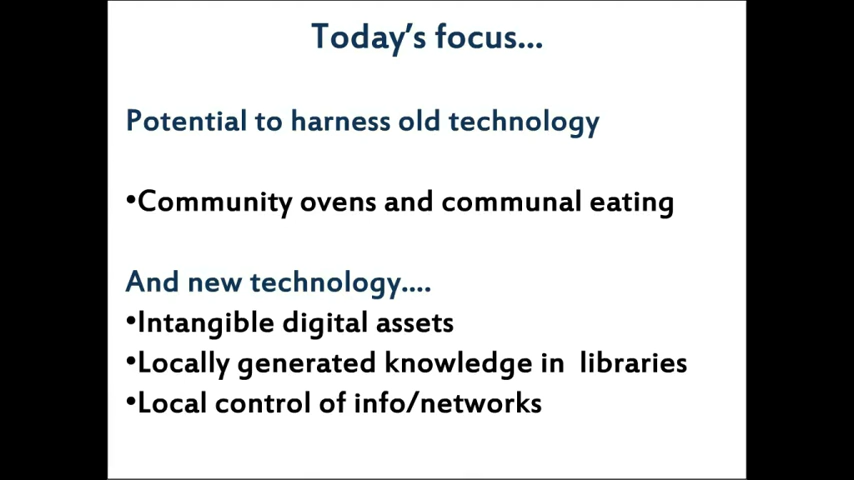 Today’s focus...
Potential to harness old technology
•Community ovens and communal eating
And new technology....
•Intangible digital assets
•Locally generated knowledge in  libraries
•Local control of info/networks